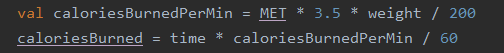 val caloriesBurnedPerMin = MET * 3.5 * weight / 200
caloriesBurned = time * caloriesBurnedPerMin / 60